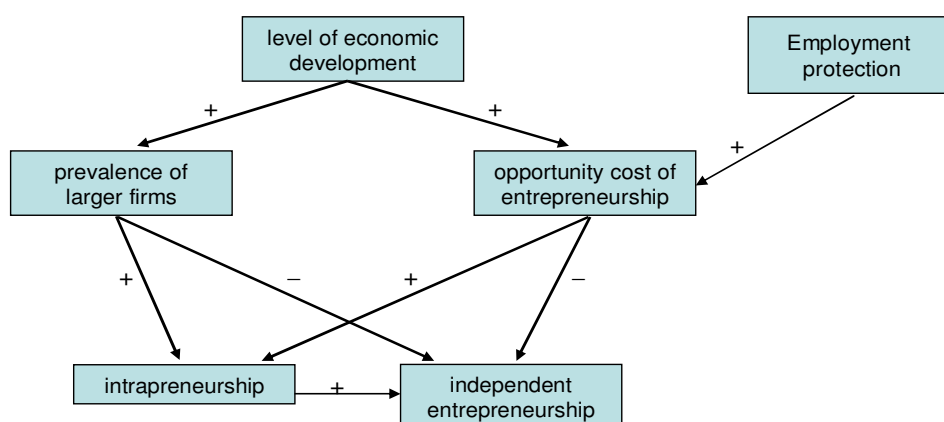 level of economic
development
Employment
protection
+
+
+
prevalence of
larger firms
opportunity cost of
entrepreneurship
+
–
+
–
intrapreneurship
+
independent
entrepreneurship